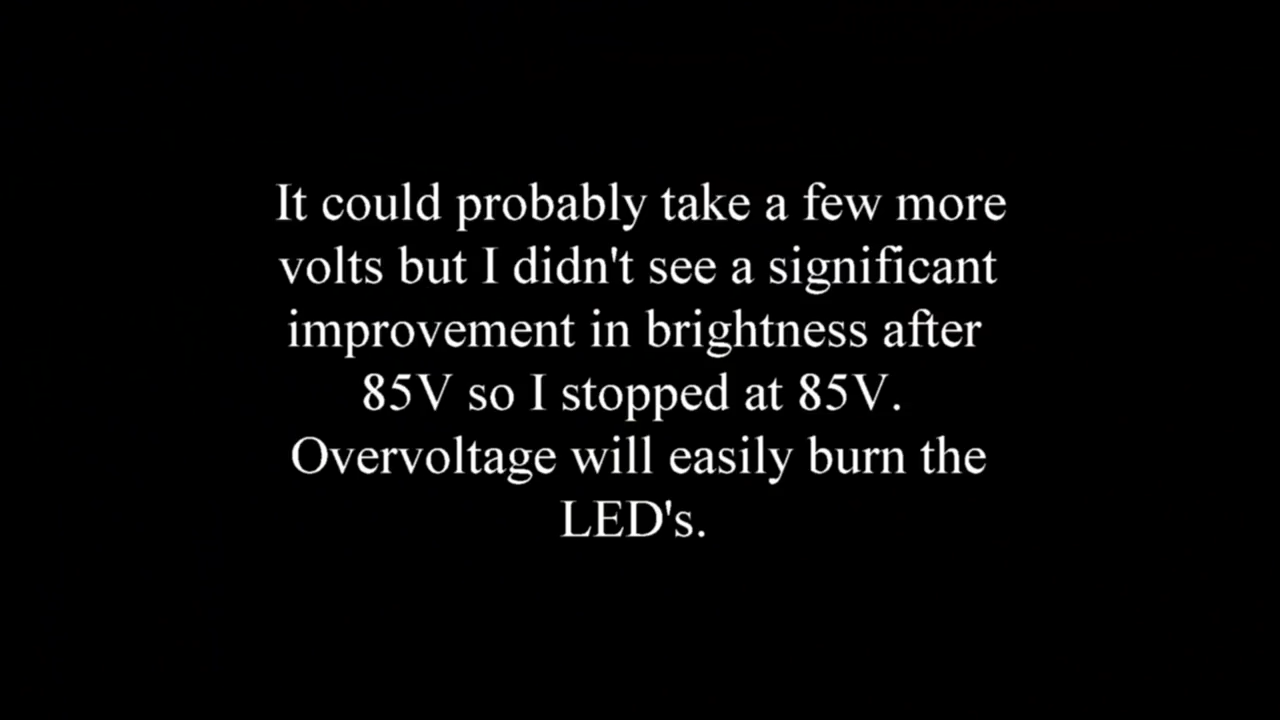 It could probably take a few more
volts but I didn't see a significant
improvement in brightness after
85V so I stopped at 85V.
Overvoltage will easily burn the
LED's.